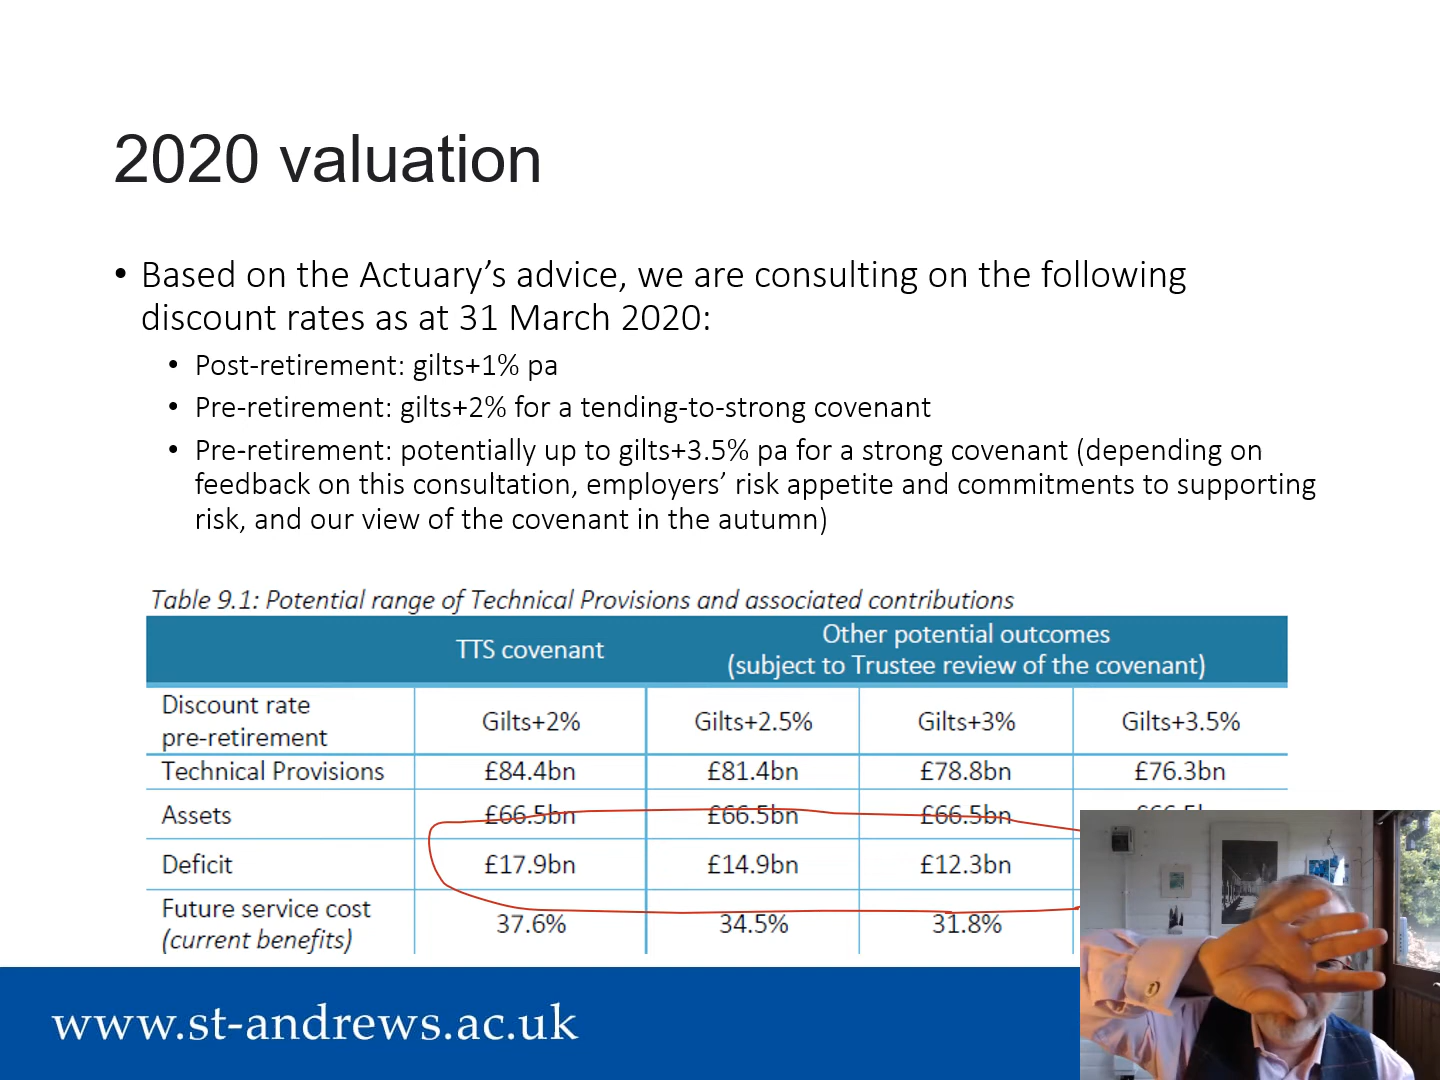 2020 valuation
• Based on the Actuary’s advice, we are consulting on the following
discount rates as at 31 March 2020:
• Post-retirement: gilts+1% pa
• Pre-retirement: gilts+2% for a tending-to-strong covenant
• Pre-retirement: potentially up to gilts+3.5% pa for a strong covenant (depending on
feedback on this consultation, employers’ risk appetite and commitments to supporting
risk, and our view of the covenant in the autumn)
Table 9.1: Potential range of Technical Provisions and associated contributions
TTS covenant
Other potential outcomes
(subject to Trustee review of the covenant)
Discount rate
pre-retirement
Gilts+2% Gilts+2.5% Gilts+3% Gilts+3.5%
Technical Provisions £84.4bn £81.4bn £78.8bn £76.3bn
Assets £66.5bn £66.5bn £66.5bn
Deficit £17.9bn £14.9bn £12.3bn
Future service cost
(current benefits)
37.6% 34.5% 31.8%
www.st-andrews.ac.uk